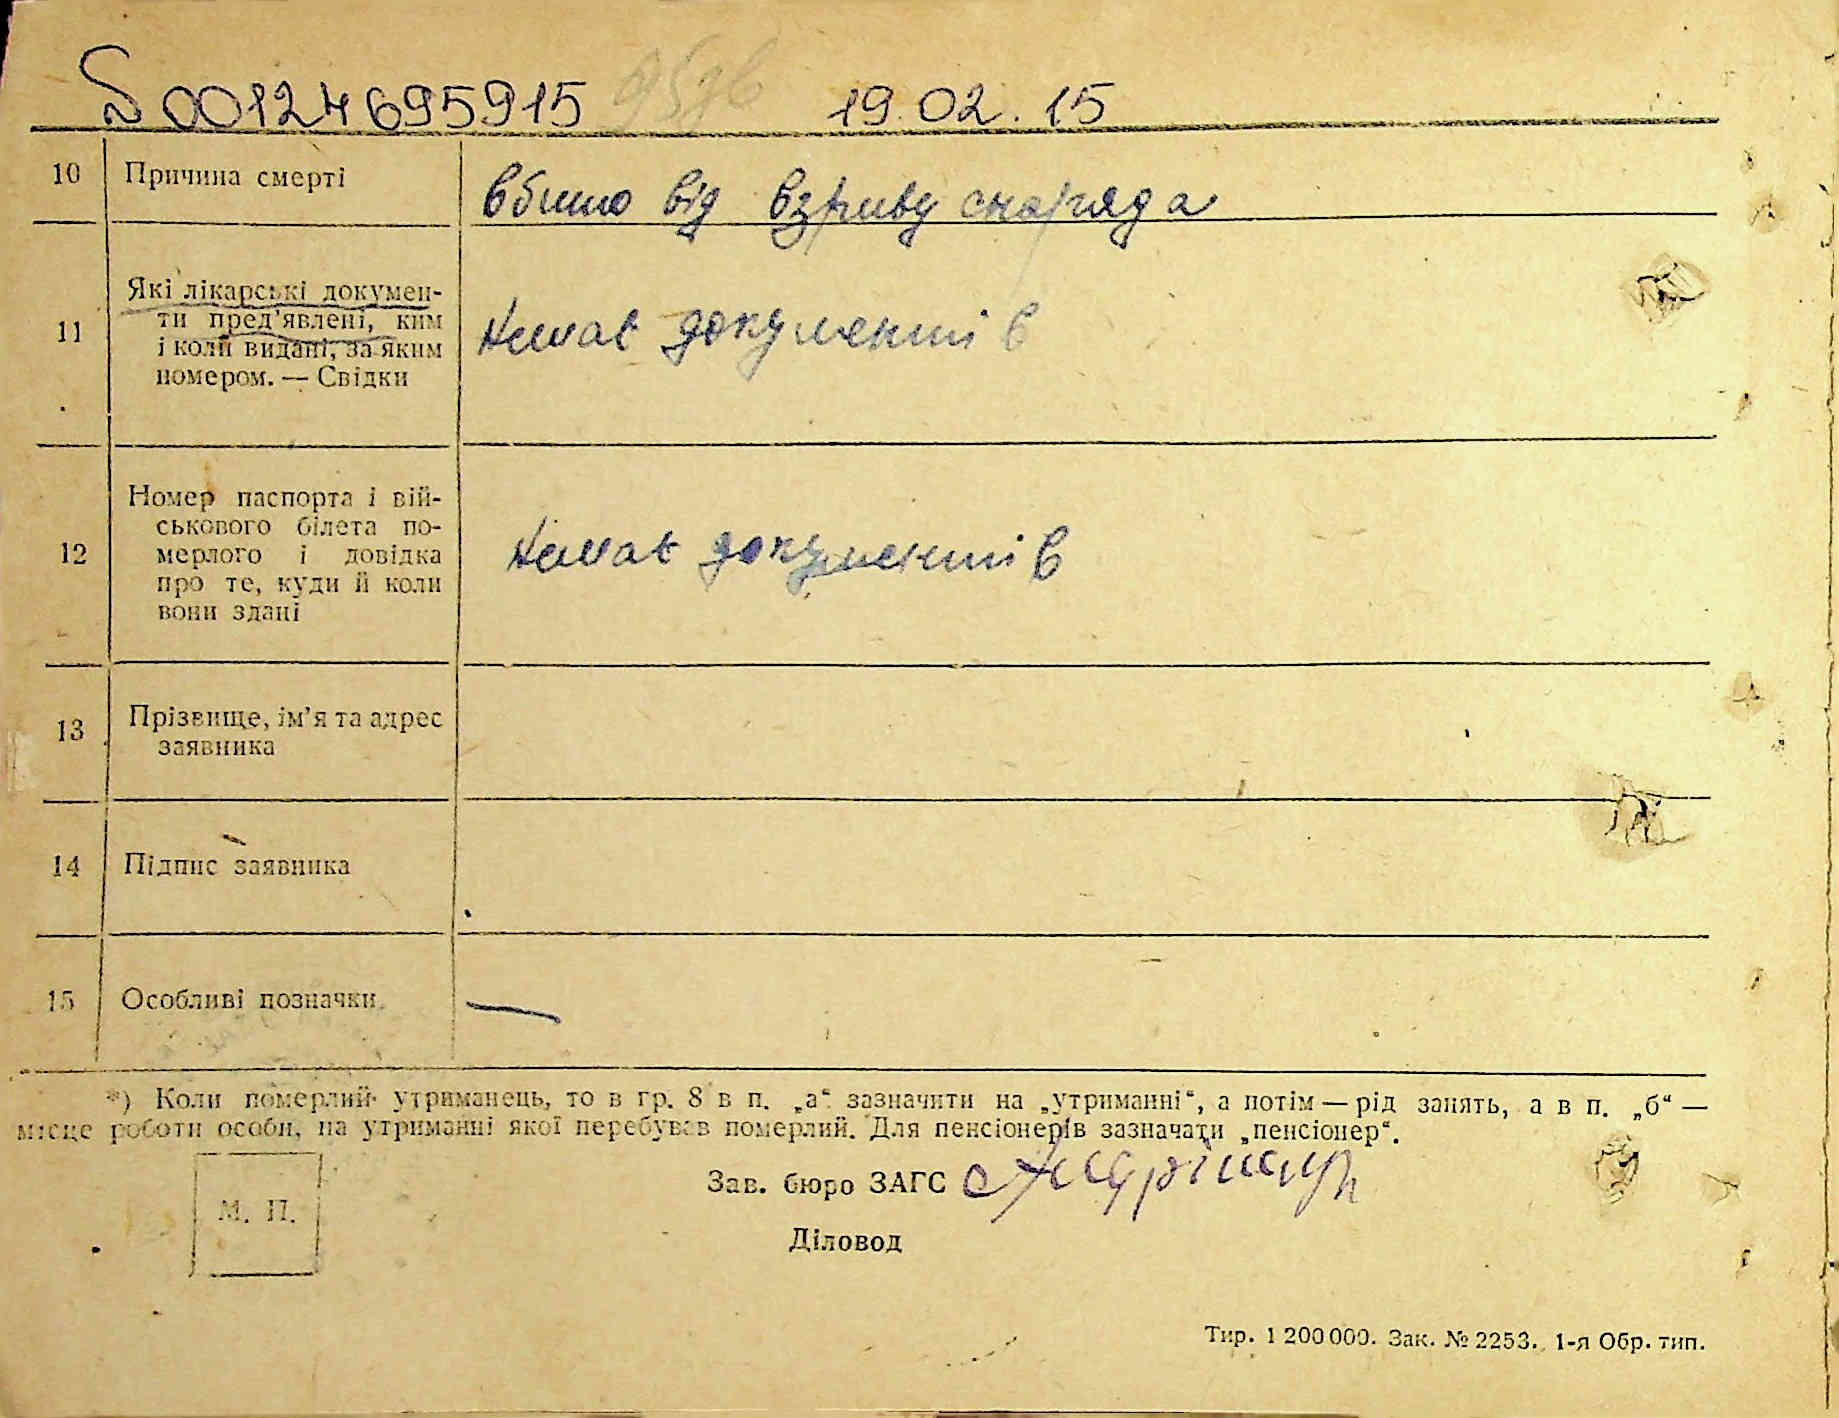 S00124695915 19.02.15
10 Причина смерті вбито від взриву снаряда
11 Які лікарські докумен-
ти пред’явлені, ким
і коли видані, за яким
номером. — Свідки
Немає документів
12 Номер паспорта і вій-
ськового білета по-
мерлого і довідка
про те, куди й коли
вони здані
Немає документів
13 Прізвище, ім’я та адрес
заявника
14 Підпис заявника
15 Особливі позначки —
*) Коли померлий утриманець, то в гр. 8 в п. „а“ зазначити на „утриманні“, а потім — рід занять, а в п. „б“ —
місце роботи особи, на утриманні якої перебував померлий. Для пенсіонерів зазначати „пенсіонер“.
М. П.
Зав. бюро ЗАГС
Діловод
Тир. 1 200 000. Зак. № 2253. 1-я Обр. тип.